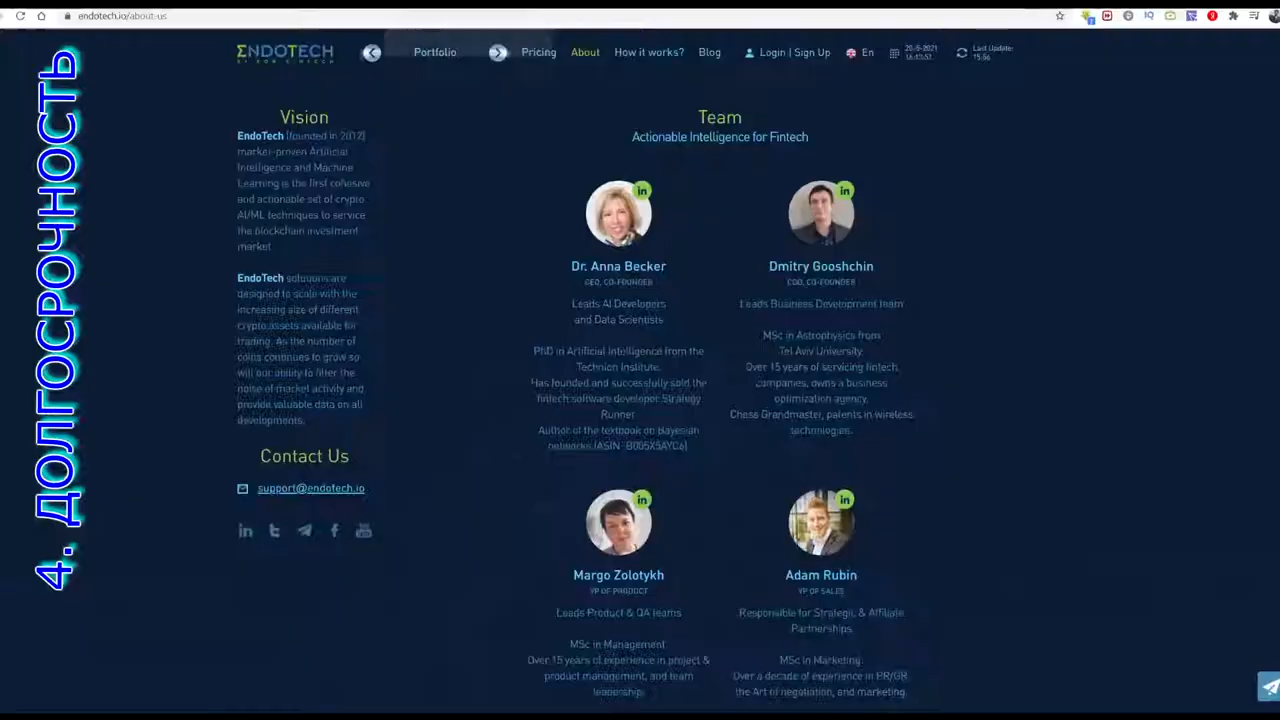 endotech.io/about-us
4. ДОЛГОСРОЧНОСТЬ
ENDOTECH
Portfolio
Pricing
About
How it works?
Blog
Login | Sign Up
En
Last Update:
15:56
Vision
EndoTech (founded in 2012)
market-proven Artificial
Intelligence and Machine
Learning is the first cohesive
and actionable set of crypto
AI/ML techniques to service
the blockchain investment
market
EndoTech solutions are
designed to scale with the
increasing size of different
crypto assets available for
trading. As the number of
coins continues to grow so
will our ability to filter the
noise of market activity and
provide valuable data on all
developments.
Contact Us
support@endotech.io
Team
Actionable Intelligence for Fintech
Dr. Anna Becker
CEO, CO-FOUNDER
Leads AI Developers
and Data Scientists
PhD in Artificial Intelligence from the
Technion Institute.
Has founded and successfully sold the
fintech software developer Strategy
Runner
Author of the textbook on Bayesian
networks (ASIN: B005X5AYC6)
Dmitry Gooshchin
COO, CO-FOUNDER
Leads Business Development team
MSc in Astrophysics from
Tel Aviv University.
Over 15 years of servicing fintech
companies, owns a business
optimization agency.
Chess Grandmaster, patents in wireless
technologies.
Margo Zolotykh
VP OF PRODUCT
Leads Product & QA teams
MSc in Management.
Over 15 years of experience in project &
product management, and team
leadership.
Adam Rubin
VP OF SALES
Responsible for Strategic & Affiliate
Partnerships.
MSc in Marketing.
Over a decade of experience in PR/GR,
the Art of negotiation, and marketing.